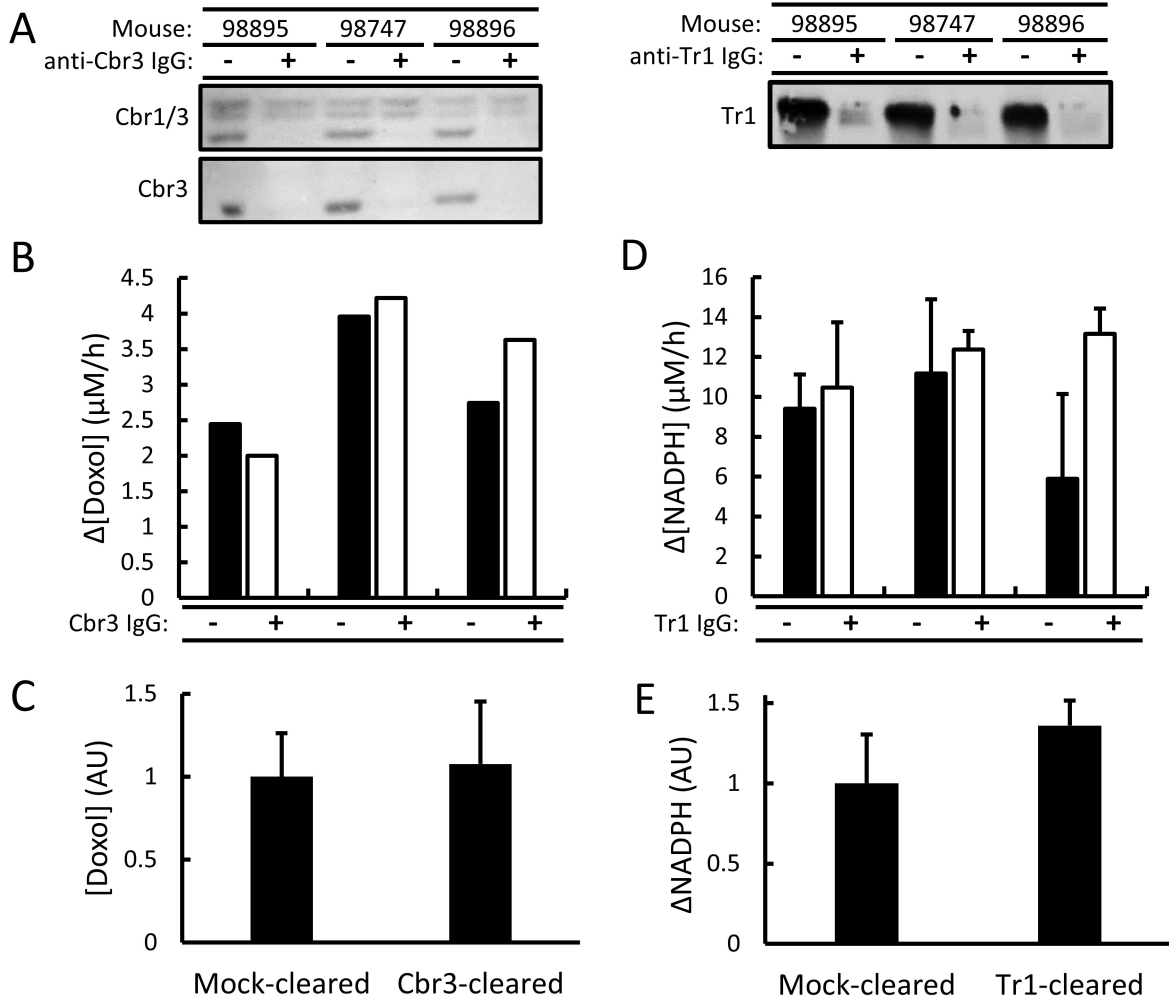 A
Mouse: 98895 98747 98896
anti-Cbr3 IgG: - + - + - +
Cbr1/3
Cbr3
Mouse: 98895 98747 98896
anti-Tr1 IgG: - + - + - +
Tr1
B
Δ[Doxol] (µM/h)
4.5
4
3.5
3
2.5
2
1.5
1
0.5
0
Cbr3 IgG: - + - + - +
D
Δ[NADPH] (µM/h)
16
14
12
10
8
6
4
2
0
Tr1 IgG: - + - + - +
C
[Doxol] (AU)
1.5
1
0.5
0
Mock-cleared Cbr3-cleared
E
ΔNADPH (AU)
1.5
1
0.5
0
Mock-cleared Tr1-cleared